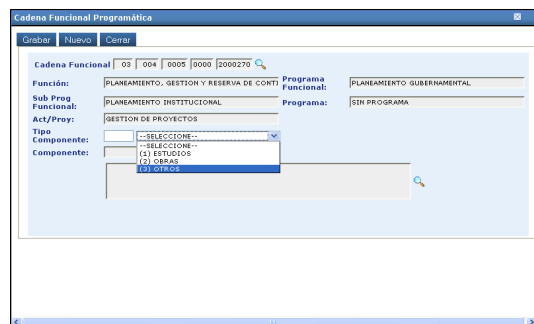 Cadena Funcional Programática
Grabar Nuevo Cerrar
Cadena Funcional 03 004 0005 0000 2000270
Función: PLANEAMIENTO, GESTION Y RESERVA DE CONTI Programa Funcional: PLANEAMIENTO GUBERNAMENTAL
Sub Prog Funcional: PLANEAMIENTO INSTITUCIONAL Programa: SIN PROGRAMA
Act/Proy: GESTION DE PROYECTOS
Tipo Componente: --SELECCIONE--
--SELECCIONE--
Componente: (1) ESTUDIOS
(2) OBRAS
(3) OTROS